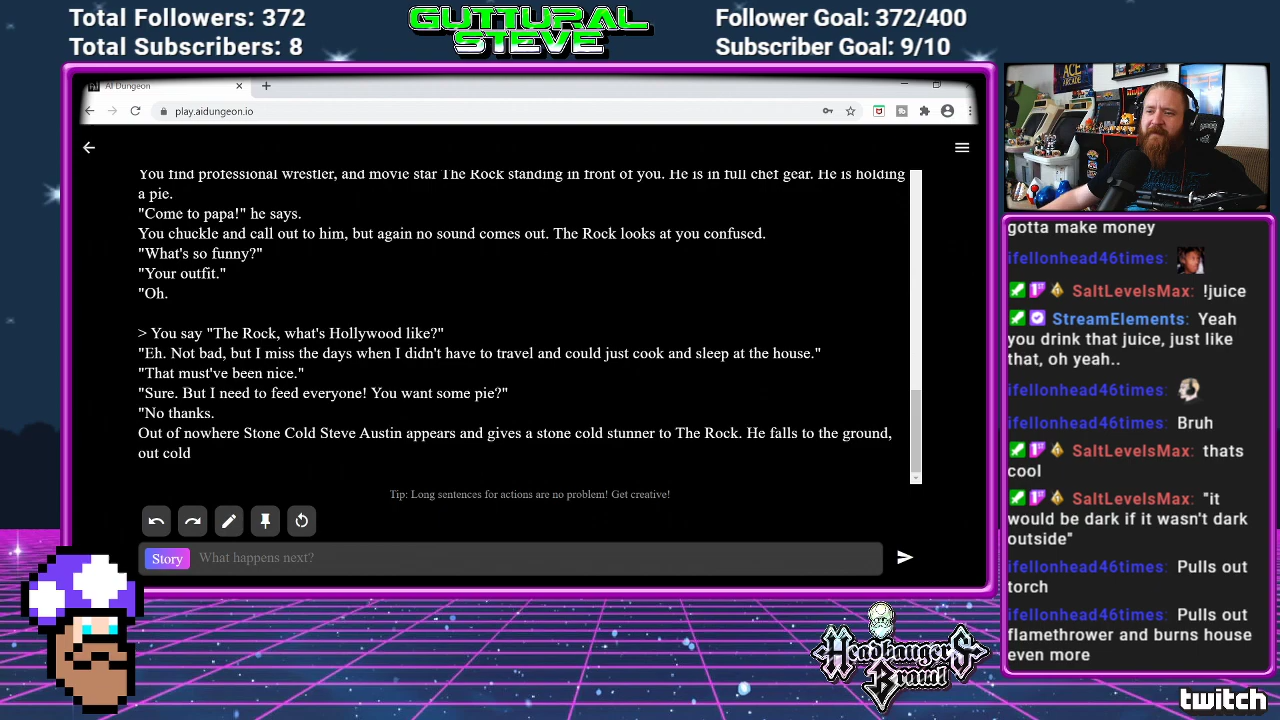 Total Followers: 372
Total Subscribers: 8
GUTTURAL
STEVE
Follower Goal: 372/400
Subscriber Goal: 9/10
AI Dungeon
play.aidungeon.io
You find professional wrestler, and movie star The Rock standing in front of you. He is in full chef gear. He is holding
a pie.
"Come to papa!" he says.
You chuckle and call out to him, but again no sound comes out. The Rock looks at you confused.
"What's so funny?"
"Your outfit."
"Oh.
> You say "The Rock, what's Hollywood like?"
"Eh. Not bad, but I miss the days when I didn't have to travel and could just cook and sleep at the house."
"That must've been nice."
"Sure. But I need to feed everyone! You want some pie?"
"No thanks.
Out of nowhere Stone Cold Steve Austin appears and gives a stone cold stunner to The Rock. He falls to the ground,
out cold
Tip: Long sentences for actions are no problem! Get creative!
Story
What happens next?
ACE
ARCADE
gotta make money
ifellonhead46times:
SaltLevelsMax: !juice
StreamElements: Yeah
you drink that juice, just like
that, oh yeah..
ifellonhead46times:
ifellonhead46times:
Bruh
SaltLevelsMax: thats
cool
SaltLevelsMax: "it
would be dark if it wasn't dark
outside"
ifellonhead46times: Pulls out
torch
ifellonhead46times: Pulls out
flamethrower and burns house
even more
Headbangers
Brawl
twitch